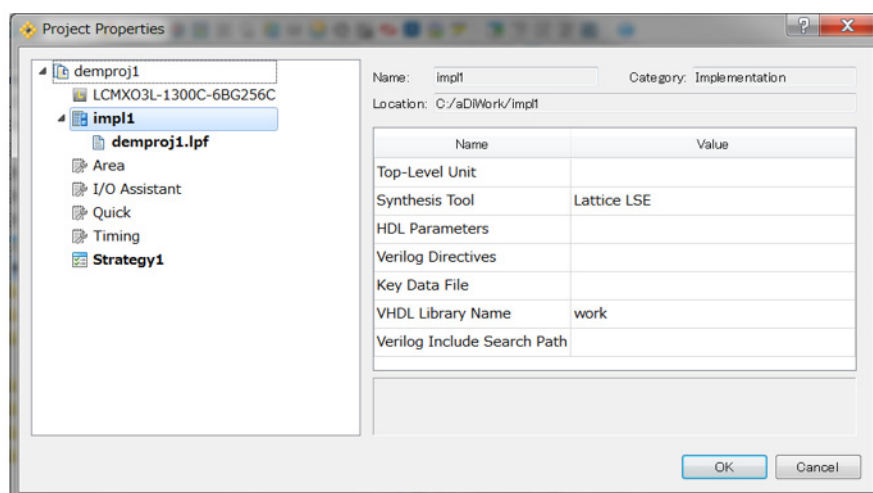 Project Properties
demproj1
LCMXO3L-1300C-6BG256C
impl1
demproj1.lpf
Area
I/O Assistant
Quick
Timing
Strategy1
Name: impl1 Category: Implementation
Location: C:/aDiWork/impl1
Name Value
Top-Level Unit
Synthesis Tool Lattice LSE
HDL Parameters
Verilog Directives
Key Data File
VHDL Library Name work
Verilog Include Search Path
OK Cancel